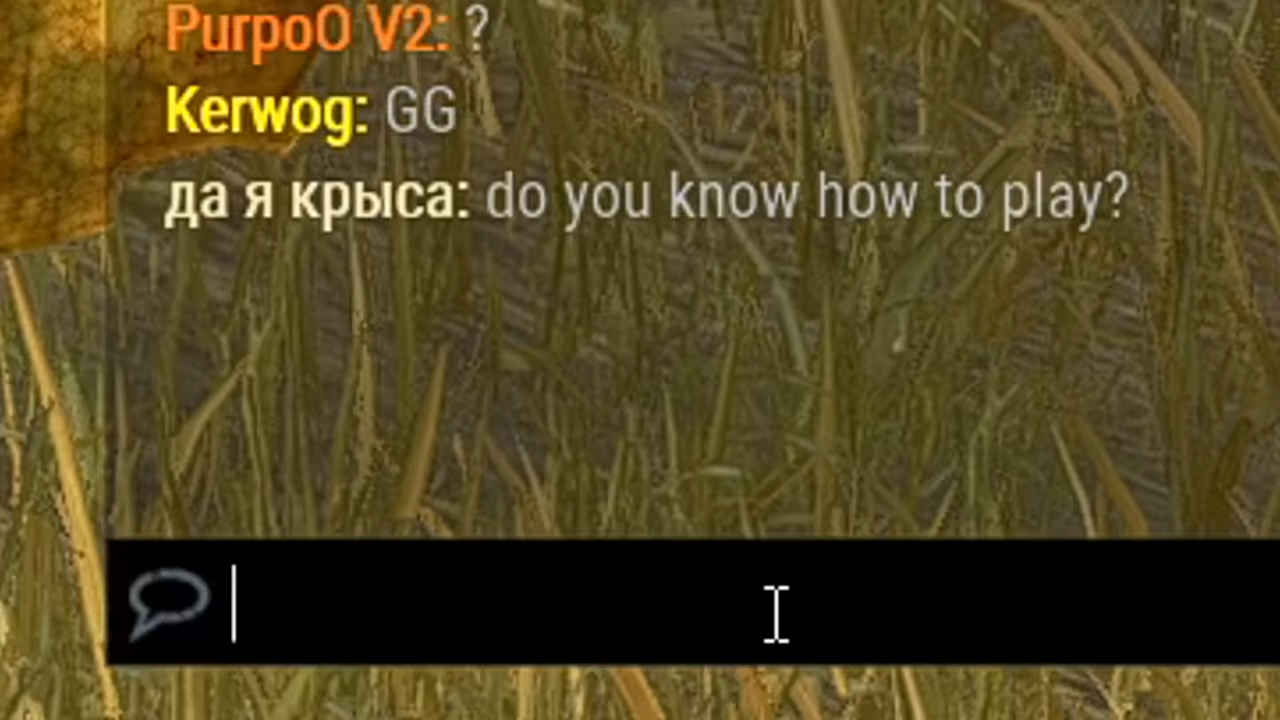 PurpoO V2: ?
Kerwog: GG
да я крыса: do you know how to play?